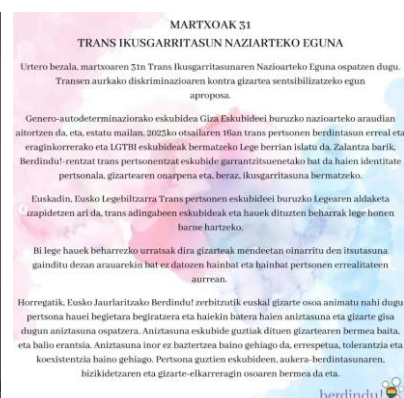 MARTXOAK 31
TRANS IKUSGARRITASUN NAZIARTEKO EGUNA
Urtero bezala, martxoaren 31n Trans Ikusgarritasunaren Nazioarteko Eguna ospatzen dugu.
Transen aurkako diskriminazioaren kontra gizartea sentsibilizatzeko egun
aproposa.
Genero-autodeterminaziorako eskubidea Giza Eskubideei buruzko nazioarteko araudian
aitortzen da, eta, estatu mailan, 2023ko otsailaren 16an trans pertsonen berdintasun erreal eta
eraginkorrerako eta LGTBI eskubideak bermatzeko Lege berrian islatu da. Zalantza barik,
Berdindu!-rentzat trans pertsonentzat eskubide garrantzitsuenetako bat da haien identitate
pertsonala, gizartearen onarpena eta, beraz, ikusgarritasuna bermatzeko.
Euskadin, Eusko Legebiltzarra Trans pertsonen eskubideei buruzko Legearen aldaketa
izapidetzen ari da, trans adingabeen eskubideak eta hauek dituzten beharrak lege honen
barne hartzeko.
Bi lege hauek beharrezko urratsak dira gizarteak mendeetan oinarritu den itsutasuna
gainditu dezan arauarekin bat ez datozen hainbat eta hainbat pertsonen errealitateen
aurrean.
Horregatik, Eusko Jaurlaritzako Berdindu! zerbitzutik euskal gizarte osoa animatu nahi dugu
pertsona hauei begietara begiratzera eta haiekin batera haien aniztasuna eta gizarte gisa
dugun aniztasuna ospatzera. Aniztasuna eskubide guztiak dituen gizartearen bermea baita,
eta balio erantsia. Aniztasuna inor ez baztertzea baino gehiago da, errespetua, tolerantzia eta
koexistentzia baino gehiago. Pertsona guztien eskubideen, aukera-berdintasunaren,
bizikidetzaren eta gizarte-elkarreragin osoaren bermea da eta.
berdindu!